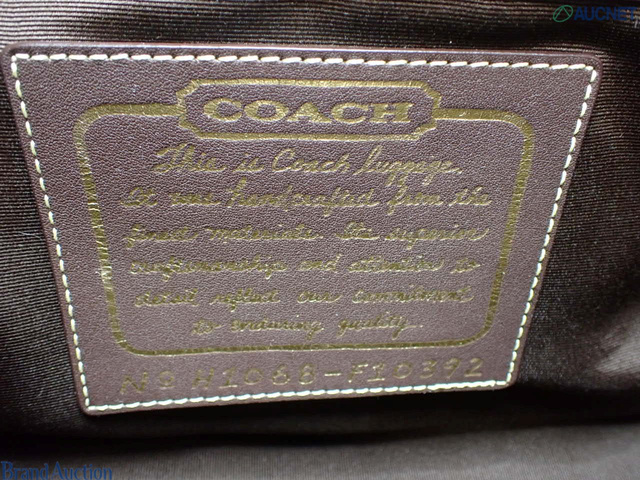 AUCNET
COACH
This is Coach luggage.
It was handcrafted from the
finest materials. Its superior
craftsmanship and attention to
detail reflect our commitment
to enduring quality.
Nº H1068-F10392
Brand Auction